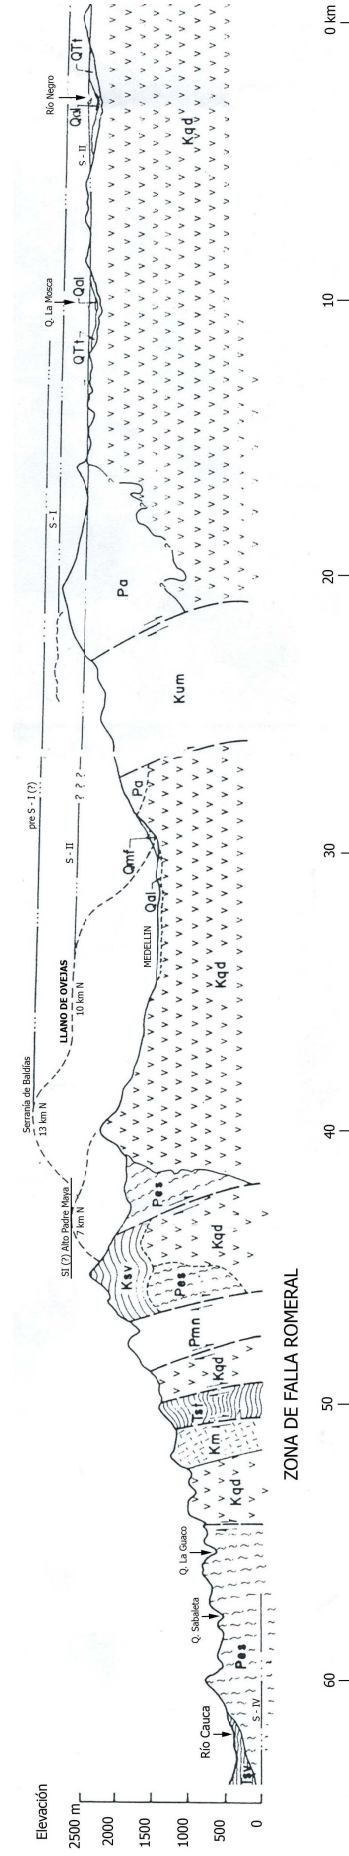 Elevación
2500 m
2000
1500
1000
500
0
pre S - I (?)
Serranía de Baldías
13 km N
SI (?) Alto Padre Maya
7 km N
LLANO DE OVEJAS
10 km N
S - II
? ? ?
S - I
Q. La Mosca
Río Negro
S - II
QTt
Qal
QTt
Qal
Río Cauca
Q. Sabaleta
Q. La Guaco
MEDELLIN
Qal
Qmf
Pa
Pa
Tsv
S - IV
Pes
Kqd
Km
Tst
Kqd
Pmn
Ksv
Pes
Kqd
Pes
Kqd
Kum
Kqd
ZONA DE FALLA ROMERAL
60
50
40
30
20
10
0 km